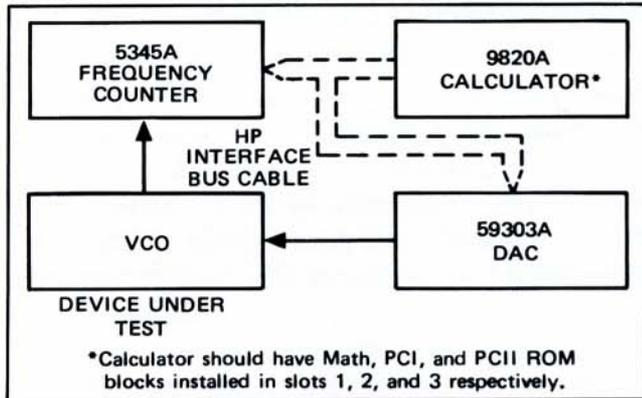 5345A
FREQUENCY
COUNTER
9820A
CALCULATOR*
HP
INTERFACE
BUS CABLE
VCO
59303A
DAC
DEVICE UNDER
TEST
*Calculator should have Math, PCI, and PCII ROM
blocks installed in slots 1, 2, and 3 respectively.